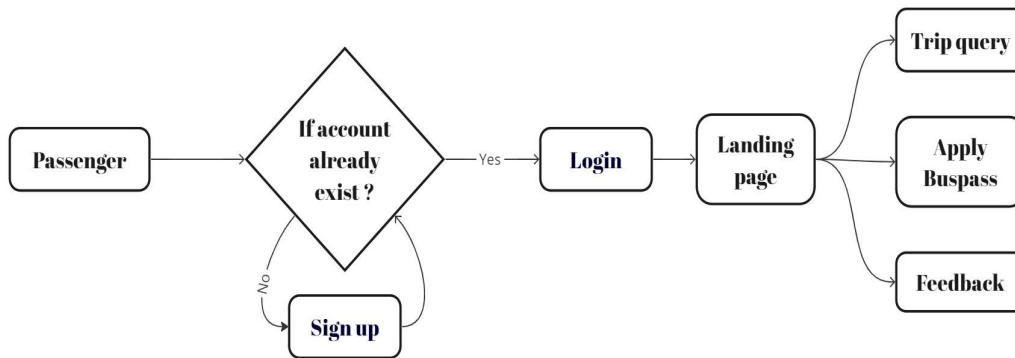 Passenger
If account
already
exist ?
No
Sign up
Yes
Login
Landing
page
Trip query
Apply
Buspass
Feedback